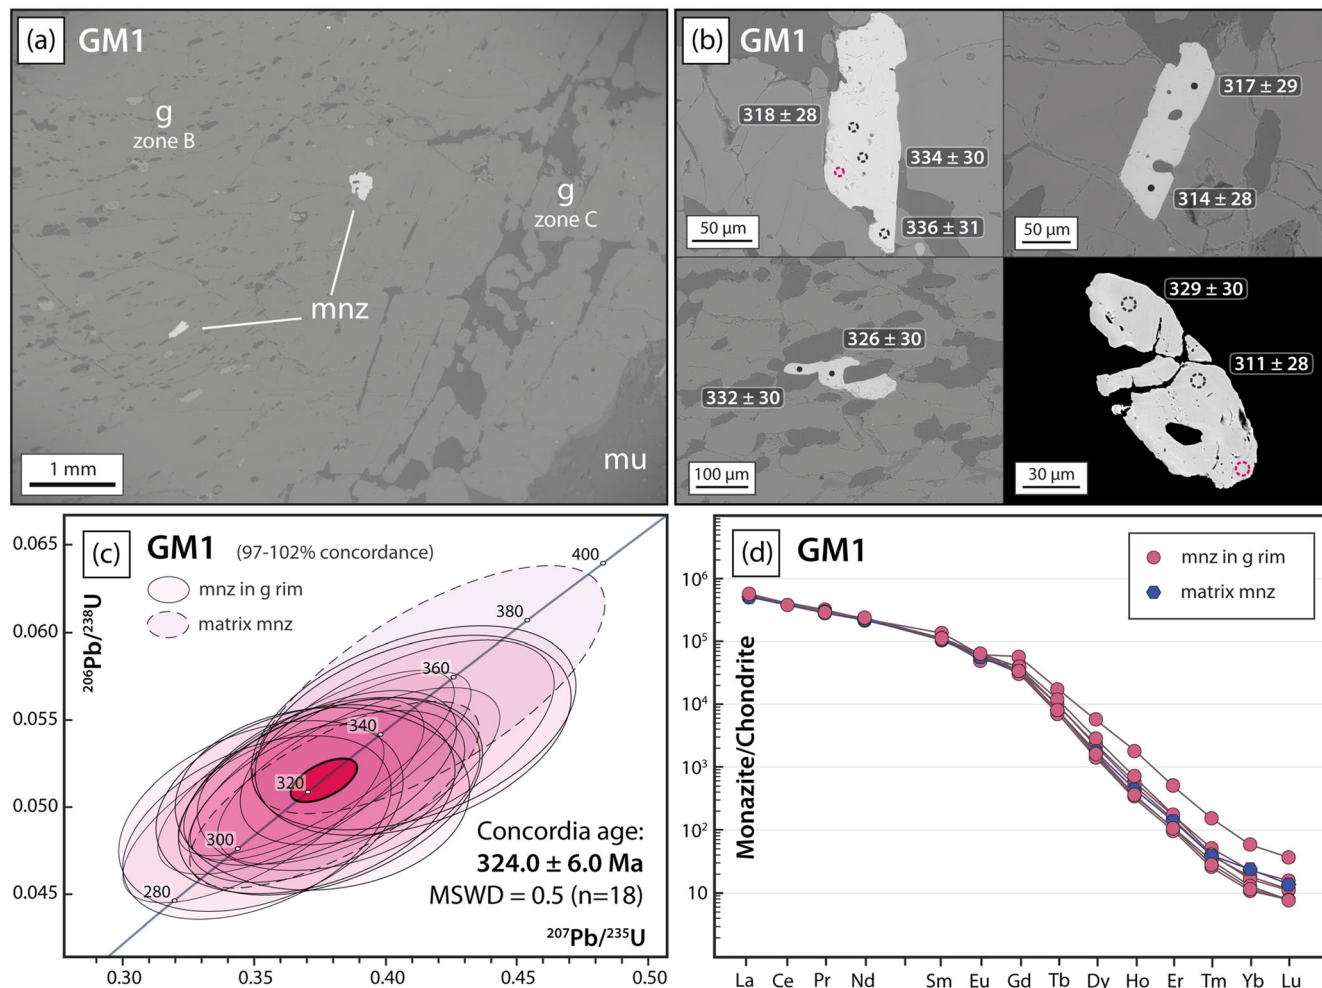 (a) GM1
g
zone B
g
zone C
mnz
mu
1 mm
(b) GM1
318 ± 28
334 ± 30
336 ± 31
50 µm
317 ± 29
314 ± 28
50 µm
326 ± 30
332 ± 30
100 µm
329 ± 30
311 ± 28
30 µm
(c) GM1 (97-102% concordance)
mnz in g rim
matrix mnz
²⁰⁶Pb/²³⁸U
0.065
0.060
0.055
0.050
0.045
400
380
360
340
320
300
280
Concordia age:
324.0 ± 6.0 Ma
MSWD = 0.5 (n=18)
²⁰⁷Pb/²³⁵U
0.30 0.35 0.40 0.45 0.50
(d) GM1
mnz in g rim
matrix mnz
Monazite/Chondrite
10⁶
10⁵
10⁴
10³
10²
10
La Ce Pr Nd Sm Eu Gd Tb Dy Ho Er Tm Yb Lu